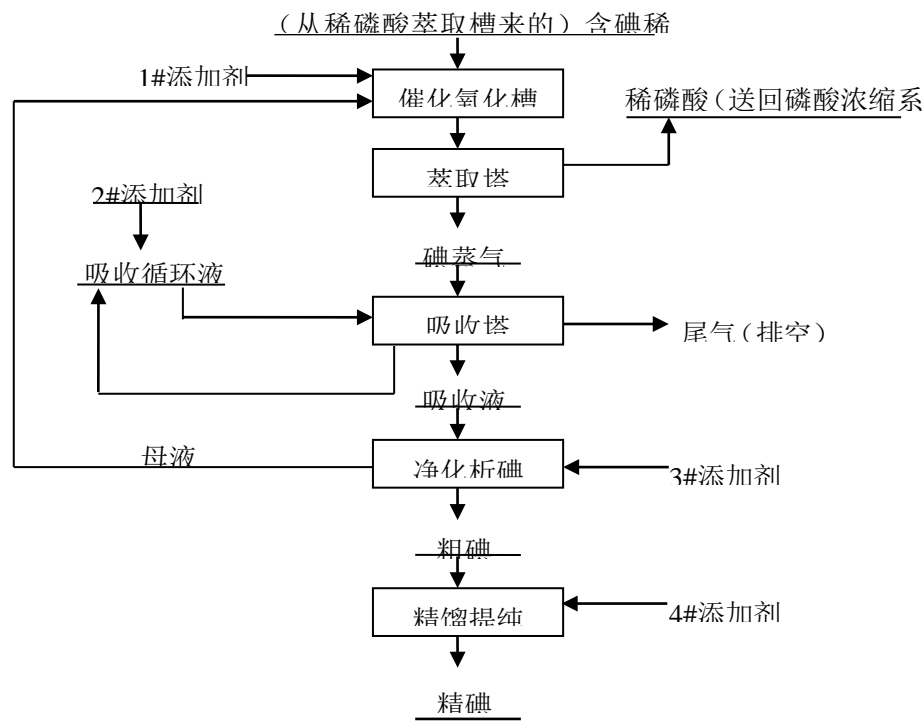 （从稀磷酸萃取槽来的）含碘稀
1#添加剂
催化氧化槽
稀磷酸（送回磷酸浓缩系
萃取塔
2#添加剂
碘蒸气
吸收循环液
吸收塔
尾气（排空）
吸收液
母液
净化析碘
3#添加剂
粗碘
精馏提纯
4#添加剂
精碘